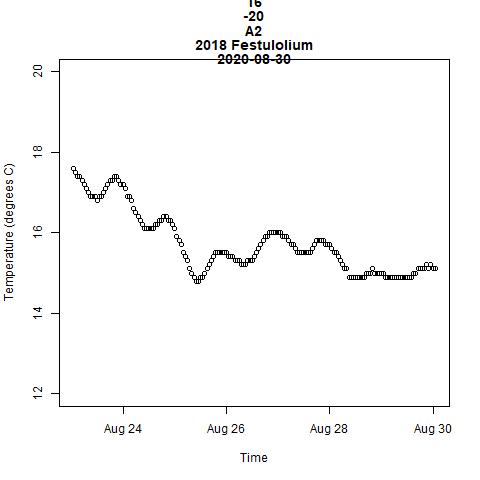 16
-20
A2
2018 Festulolium
2020-08-30
Temperature (degrees C)
20
18
16
14
12
Aug 24
Aug 26
Aug 28
Aug 30
Time